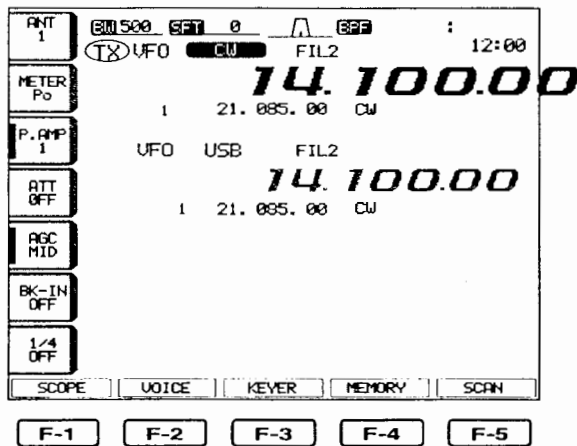 ANT
1
BW 500 SFT 0 BPF :
12:00
TX VFO CW FIL2
14.100.00
METER
Po
1 21.085.00 CW
P.AMP
1
VFO USB FIL2
14.100.00
ATT
OFF
1 21.085.00 CW
AGC
MID
BK-IN
OFF
1/4
OFF
SCOPE VOICE KEYER MEMORY SCAN
F-1 F-2 F-3 F-4 F-5